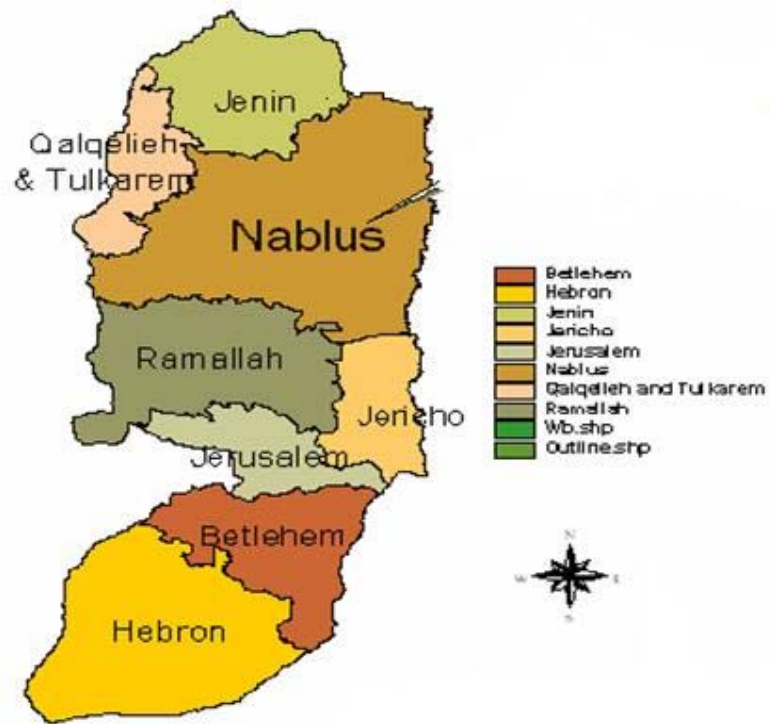 Jenin
Qalqelieh
& Tulkarem
Nablus
Ramallah
Jericho
Jerusalem
Betlehem
Hebron
Betlehem
Hebron
Jenin
Jericho
Jerusalem
Nablus
Qalqelieh and Tulkarem
Ramallah
Wb.shp
Outline.shp
N
W E
S